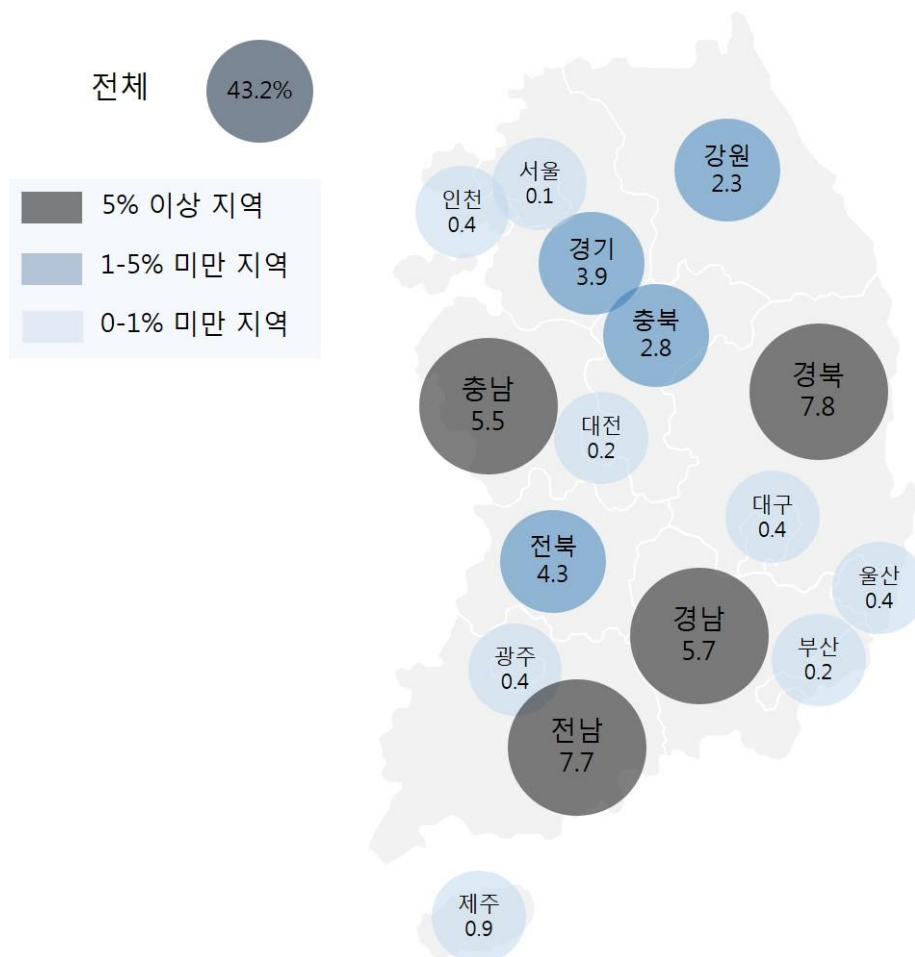 전체
43.2%
5% 이상 지역
1-5% 미만 지역
0-1% 미만 지역
강원
2.3
서울
0.1
인천
0.4
경기
3.9
충북
2.8
경북
7.8
충남
5.5
대전
0.2
대구
0.4
전북
4.3
울산
0.4
경남
5.7
부산
0.2
광주
0.4
전남
7.7
제주
0.9